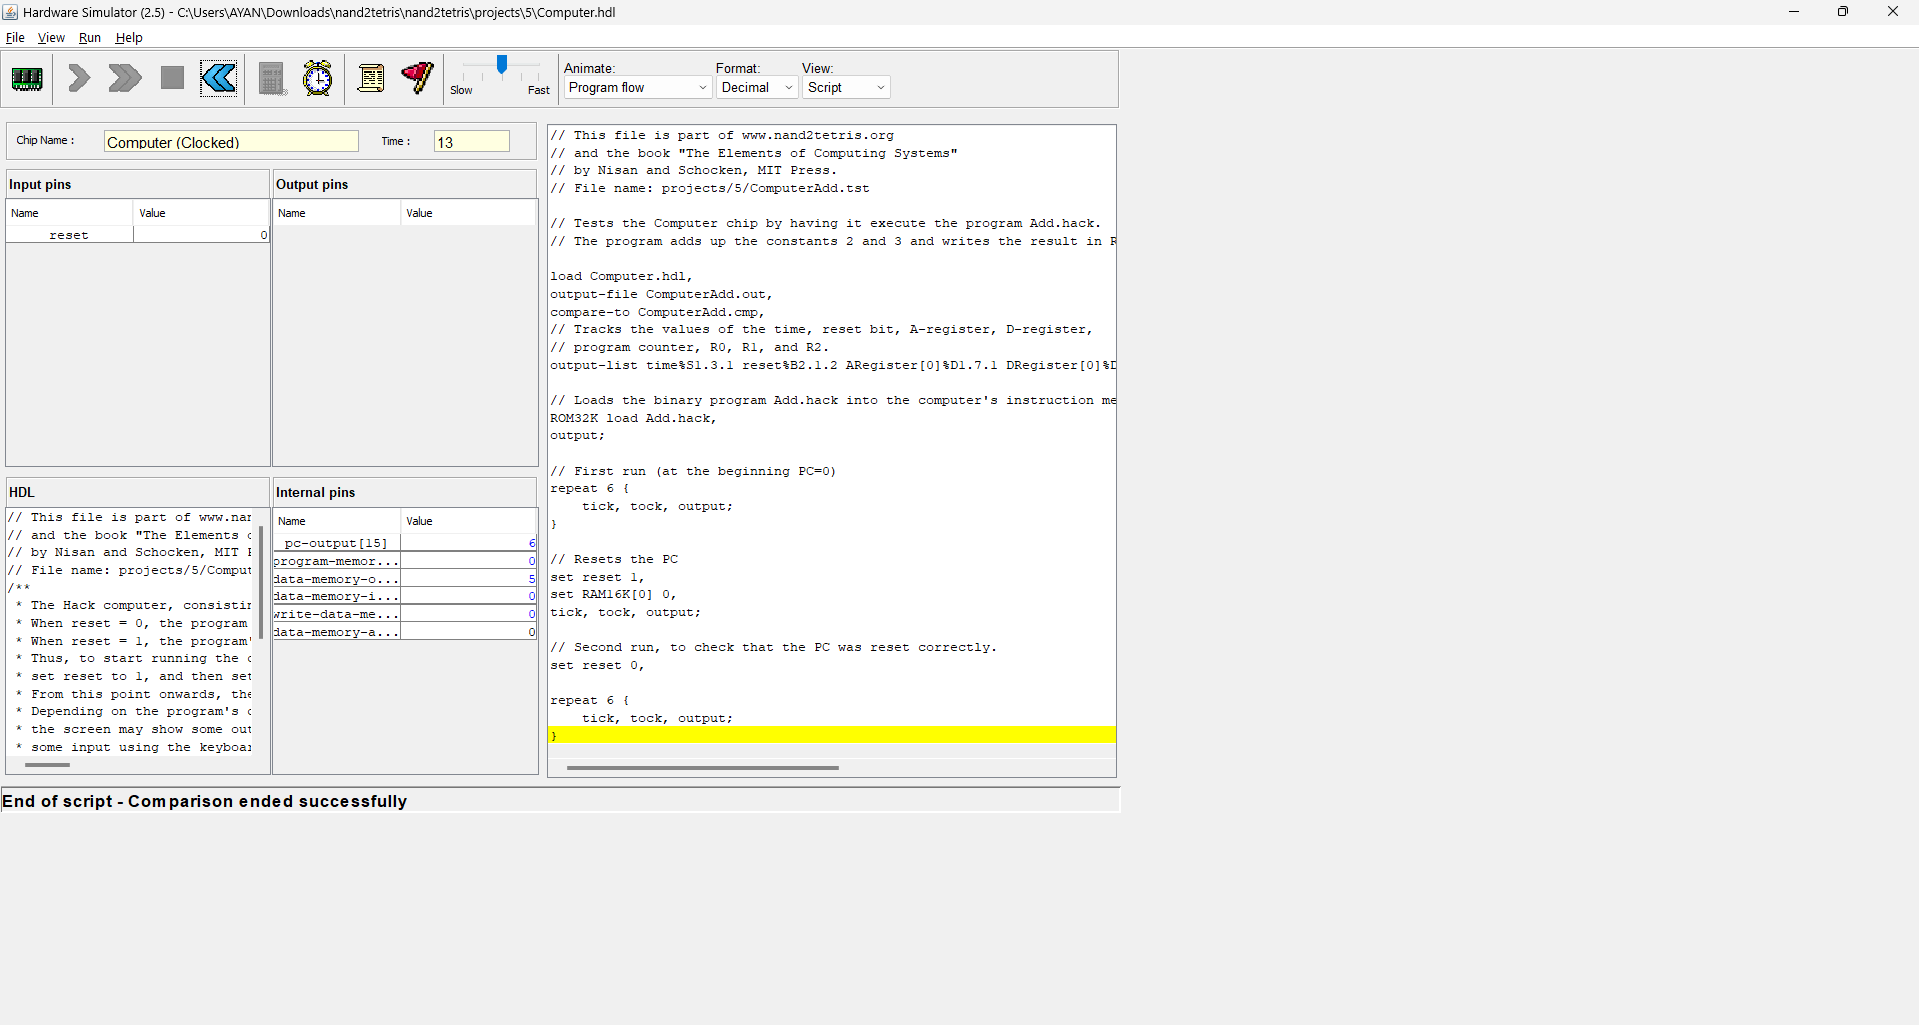 Hardware Simulator (2.5) - C:\Users\AYAN\Downloads\nand2tetris\nand2tetris\projects\5\Computer.hdl
File View Run Help
Slow Fast
Animate: Format: View:
Program flow Decimal Script
Chip Name : Computer (Clocked) Time : 13
Input pins
Name Value
reset 0
Output pins
Name Value
HDL
// This file is part of www.nan
// and the book "The Elements
// by Nisan and Schocken, MIT
// File name: projects/5/Comput
/**
* The Hack computer, consistin
* When reset = 0, the program
* When reset = 1, the program'
* Thus, to start running the
* set reset to 1, and then set
* From this point onwards, the
* Depending on the program's
* the screen may show some out
* some input using the keyboar
Internal pins
Name Value
pc-output[15] 6
program-memor... 0
data-memory-o... 5
data-memory-i... 0
write-data-me... 0
data-memory-a... 0
// This file is part of www.nand2tetris.org
// and the book "The Elements of Computing Systems"
// by Nisan and Schocken, MIT Press.
// File name: projects/5/ComputerAdd.tst
// Tests the Computer chip by having it execute the program Add.hack.
// The program adds up the constants 2 and 3 and writes the result in R
load Computer.hdl,
output-file ComputerAdd.out,
compare-to ComputerAdd.cmp,
// Tracks the values of the time, reset bit, A-register, D-register,
// program counter, R0, R1, and R2.
output-list time%S1.3.1 reset%B2.1.2 ARegister[0]%D1.7.1 DRegister[0]%D
// Loads the binary program Add.hack into the computer's instruction me
ROM32K load Add.hack,
output;
// First run (at the beginning PC=0)
repeat 6 {
tick, tock, output;
}
// Resets the PC
set reset 1,
set RAM16K[0] 0,
tick, tock, output;
// Second run, to check that the PC was reset correctly.
set reset 0,
repeat 6 {
tick, tock, output;
}
End of script - Comparison ended successfully